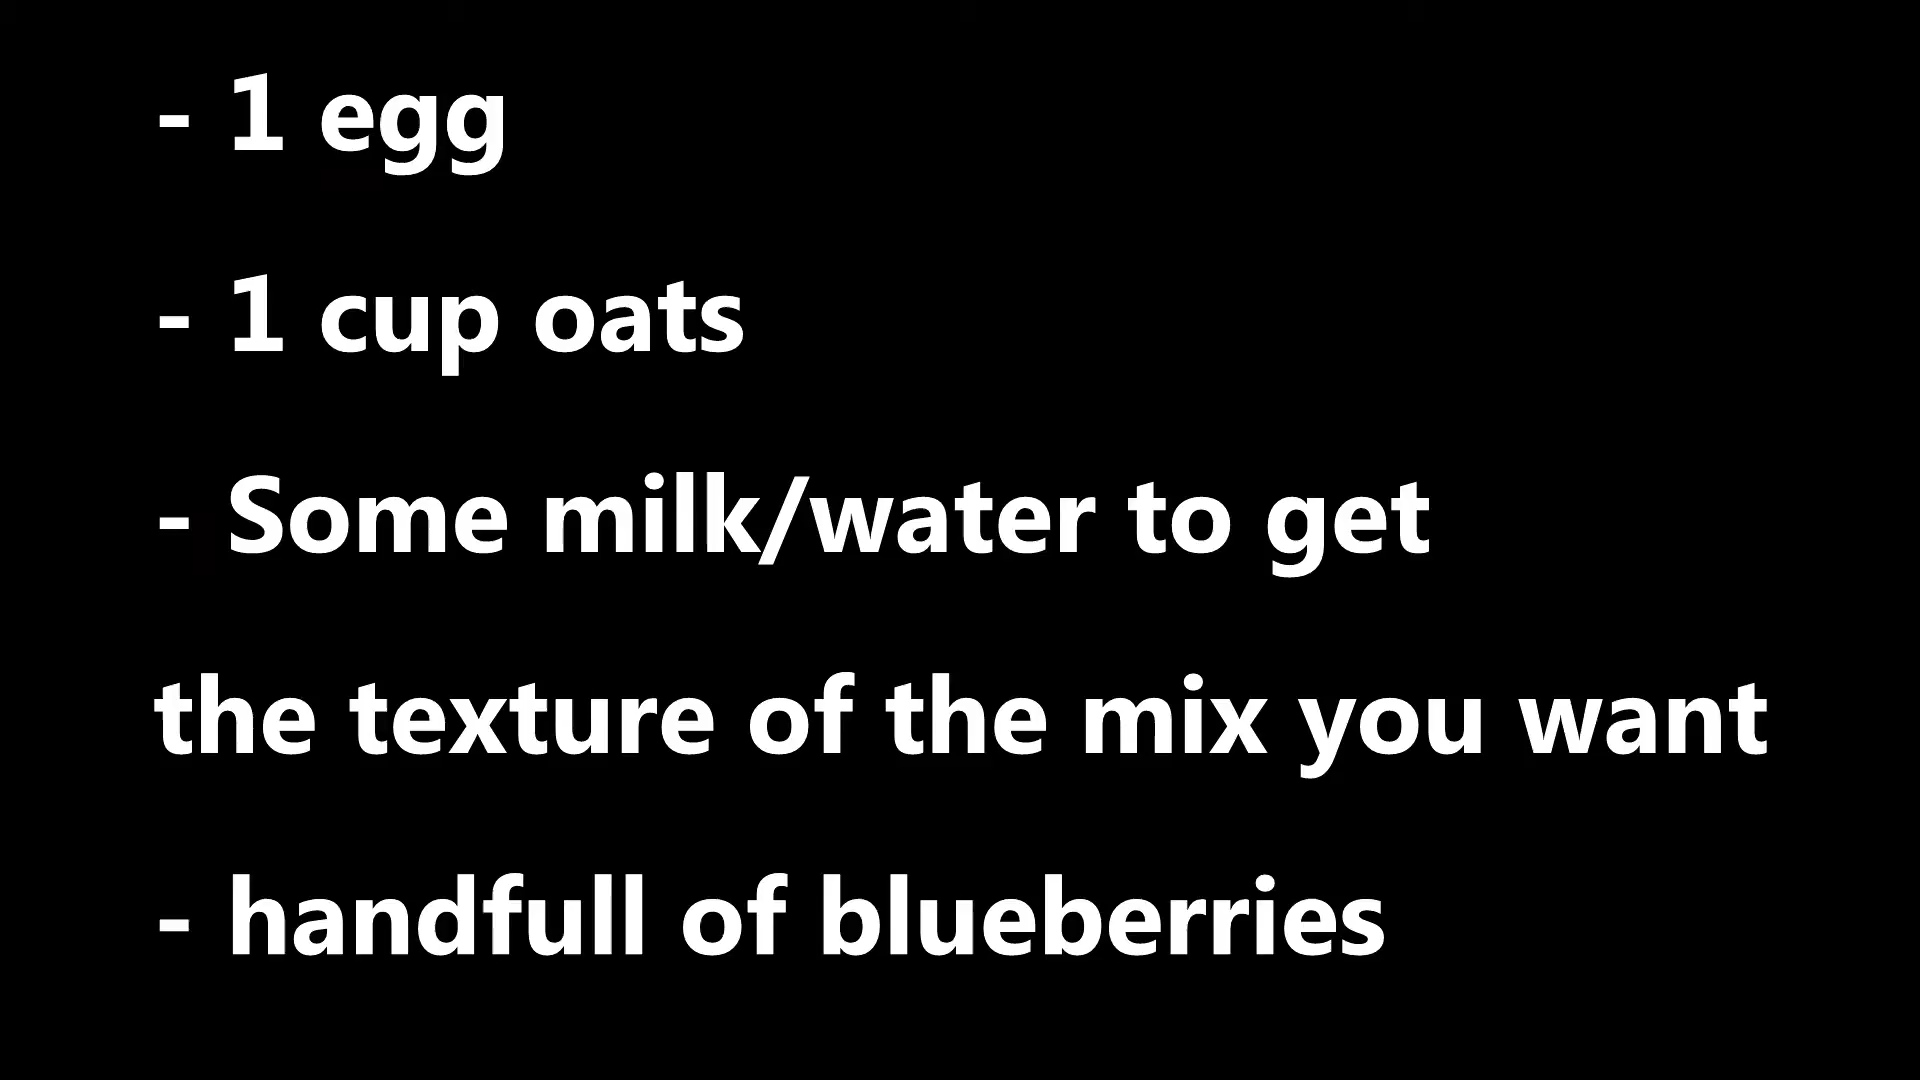 - 1 egg
- 1 cup oats
- Some milk/water to get
the texture of the mix you want
- handfull of blueberries